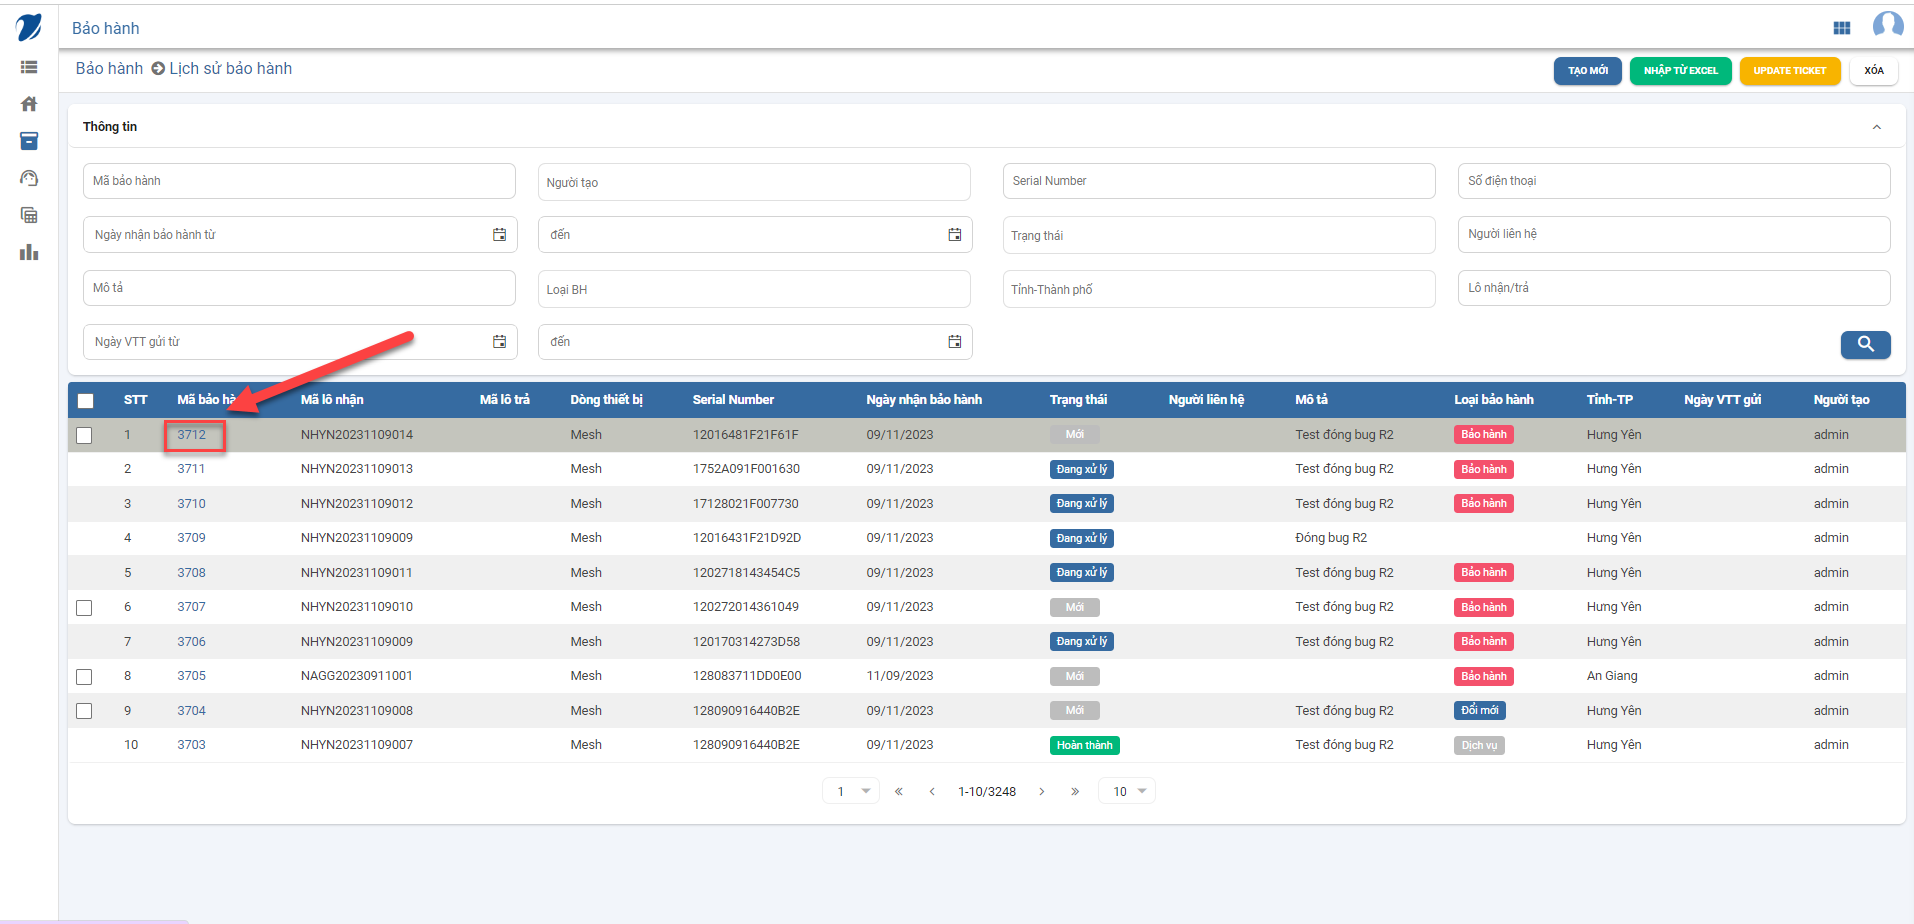 Bảo hành
Bảo hành Lịch sử bảo hành
TẠO MỚI NHẬP TỪ EXCEL UPDATE TICKET XÓA
Thông tin
Mã bảo hành Người tạo Serial Number Số điện thoại
Ngày nhận bảo hành từ đến Trạng thái Người liên hệ
Mô tả Loại BH Tỉnh-Thành phố Lô nhận/trả
Ngày VTT gửi từ đến
STT Mã bảo hà Mã lô nhận Mã lô trả Dòng thiết bị Serial Number Ngày nhận bảo hành Trạng thái Người liên hệ Mô tả Loại bảo hành Tỉnh-TP Ngày VTT gửi Người tạo
1 3712 NHYN20231109014 Mesh 12016481F21F61F 09/11/2023 Mới Test đóng bug R2 Bảo hành Hưng Yên admin
2 3711 NHYN20231109013 Mesh 1752A091F001630 09/11/2023 Đang xử lý Test đóng bug R2 Bảo hành Hưng Yên admin
3 3710 NHYN20231109012 Mesh 17128021F007730 09/11/2023 Đang xử lý Test đóng bug R2 Bảo hành Hưng Yên admin
4 3709 NHYN20231109009 Mesh 12016431F21D92D 09/11/2023 Đang xử lý Đóng bug R2 Hưng Yên admin
5 3708 NHYN20231109011 Mesh 1202718143454C5 09/11/2023 Đang xử lý Test đóng bug R2 Bảo hành Hưng Yên admin
6 3707 NHYN20231109010 Mesh 120272014361049 09/11/2023 Mới Test đóng bug R2 Bảo hành Hưng Yên admin
7 3706 NHYN20231109009 Mesh 120170314273D58 09/11/2023 Đang xử lý Test đóng bug R2 Bảo hành Hưng Yên admin
8 3705 NAGG20230911001 Mesh 128083711DD0E00 11/09/2023 Mới Bảo hành An Giang admin
9 3704 NHYN20231109008 Mesh 128090916440B2E 09/11/2023 Mới Test đóng bug R2 Đổi mới Hưng Yên admin
10 3703 NHYN20231109007 Mesh 128090916440B2E 09/11/2023 Hoàn thành Test đóng bug R2 Dịch vụ Hưng Yên admin
1 « ‹ 1-10/3248 › » 10